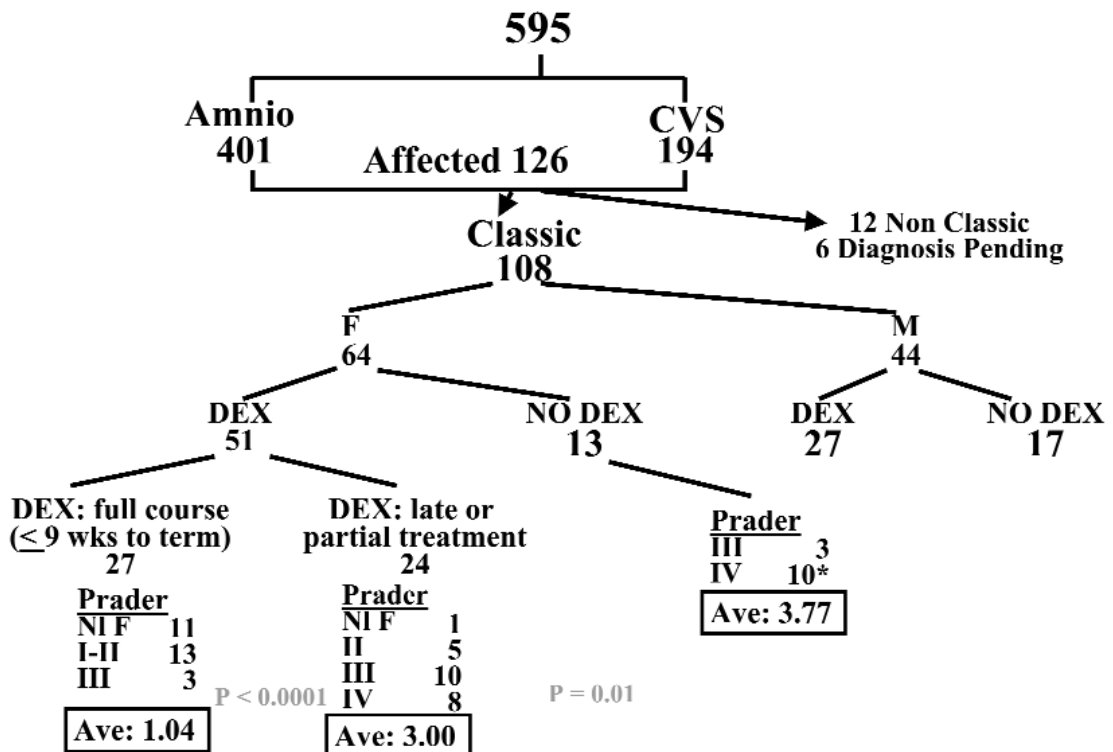 595
Amnio
401
CVS
194
Affected 126
12 Non Classic
6 Diagnosis Pending
Classic
108
F
64
M
44
DEX
51
NO DEX
13
DEX
27
NO DEX
17
DEX: full course
(≤ 9 wks to term)
27
DEX: late or
partial treatment
24
Prader
III 3
IV 10*
Ave: 3.77
Prader
Nl F 11
I-II 13
III 3
Ave: 1.04
P < 0.0001
Prader
Nl F 1
II 5
III 10
IV 8
Ave: 3.00
P = 0.01